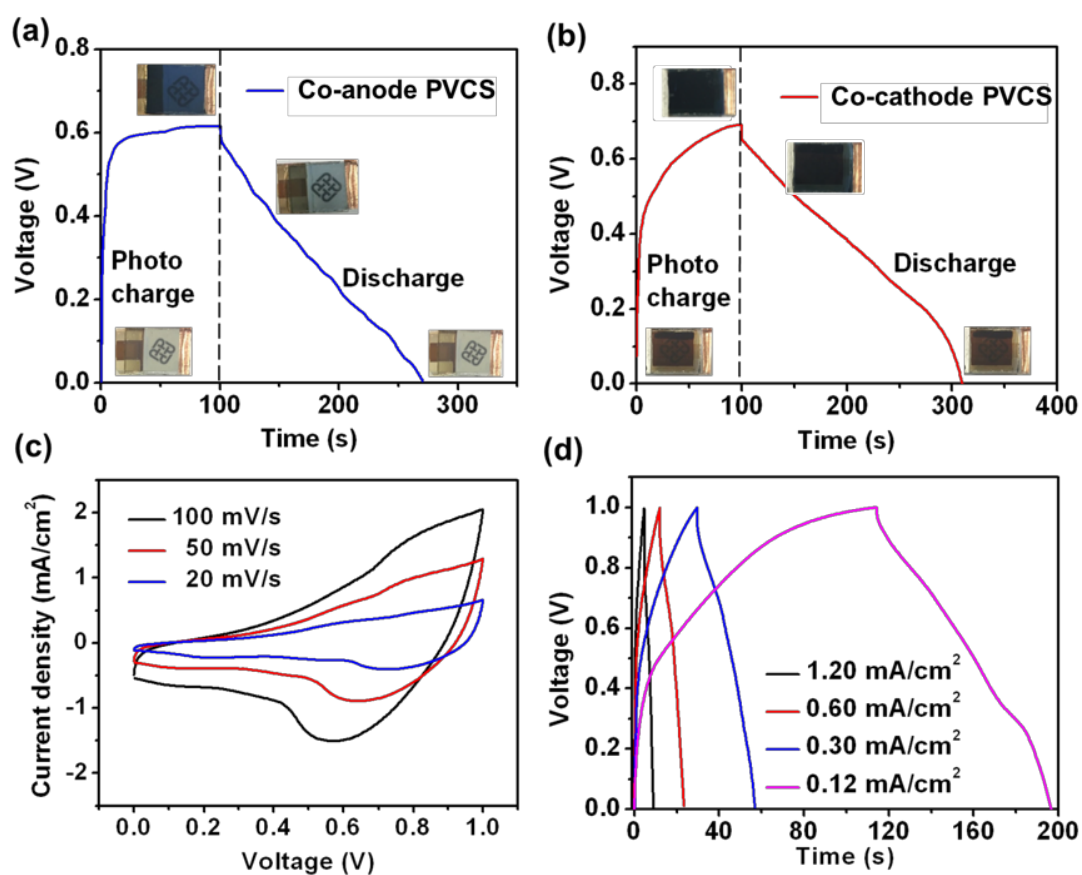 (a)
0.8
0.6
0.4
0.2
0.0
Voltage (V)
Co-anode PVCS
Photo
charge
Discharge
0
100
200
300
Time (s)
(b)
0.8
0.6
0.4
0.2
0.0
Voltage (V)
Co-cathode PVCS
Photo
charge
Discharge
0
100
200
300
400
Time (s)
(c)
2
1
0
-1
-2
Current density (mA/cm²)
100 mV/s
50 mV/s
20 mV/s
0.0
0.2
0.4
0.6
0.8
1.0
Voltage (V)
(d)
1.0
0.8
0.6
0.4
0.2
0.0
Voltage (V)
1.20 mA/cm²
0.60 mA/cm²
0.30 mA/cm²
0.12 mA/cm²
0
40
80
120
160
200
Time (s)